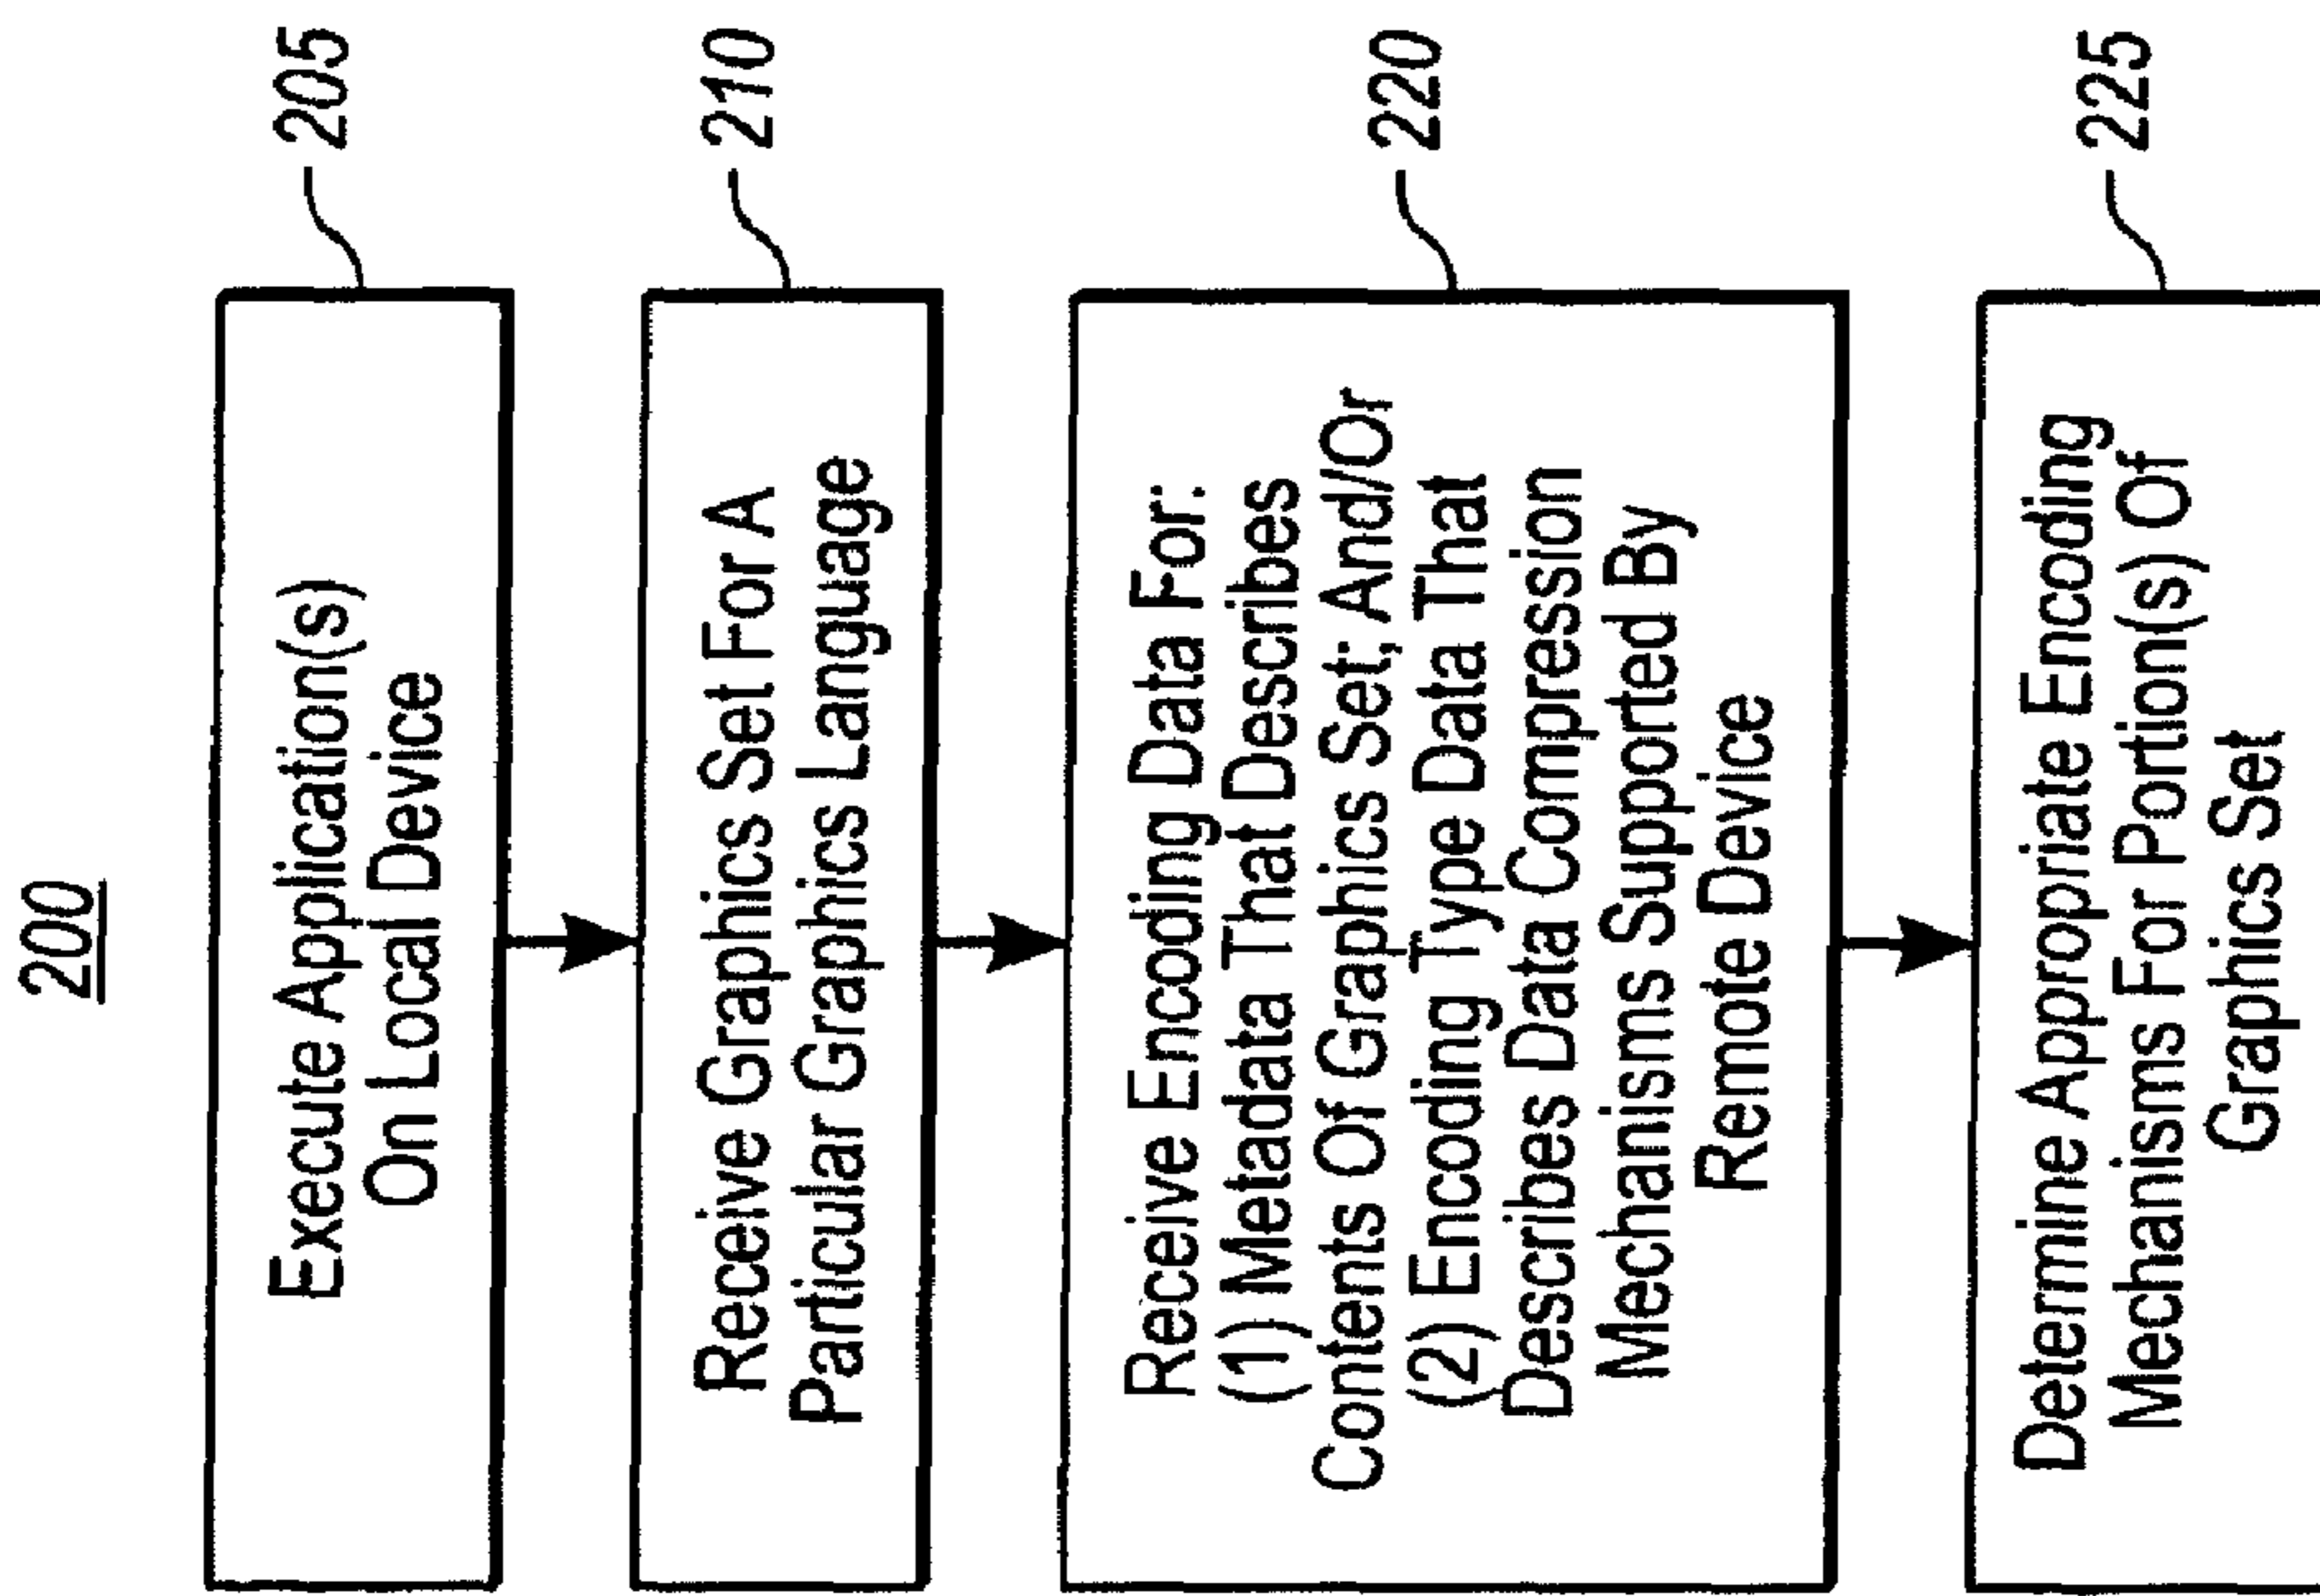 200
205
Execute Application(s)
On Local Device
210
Receive Graphics Set For A
Particular Graphics Language
220
Receive Encoding Data For:
(1) Metadata That Describes
Contents Of Graphics Set; And/Or
(2) Encoding Type Data That
Describes Data Compression
Mechanisms Supported By
Remote Device
225
Determine Appropriate Encoding
Mechanisms For Portion(s) Of
Graphics Set